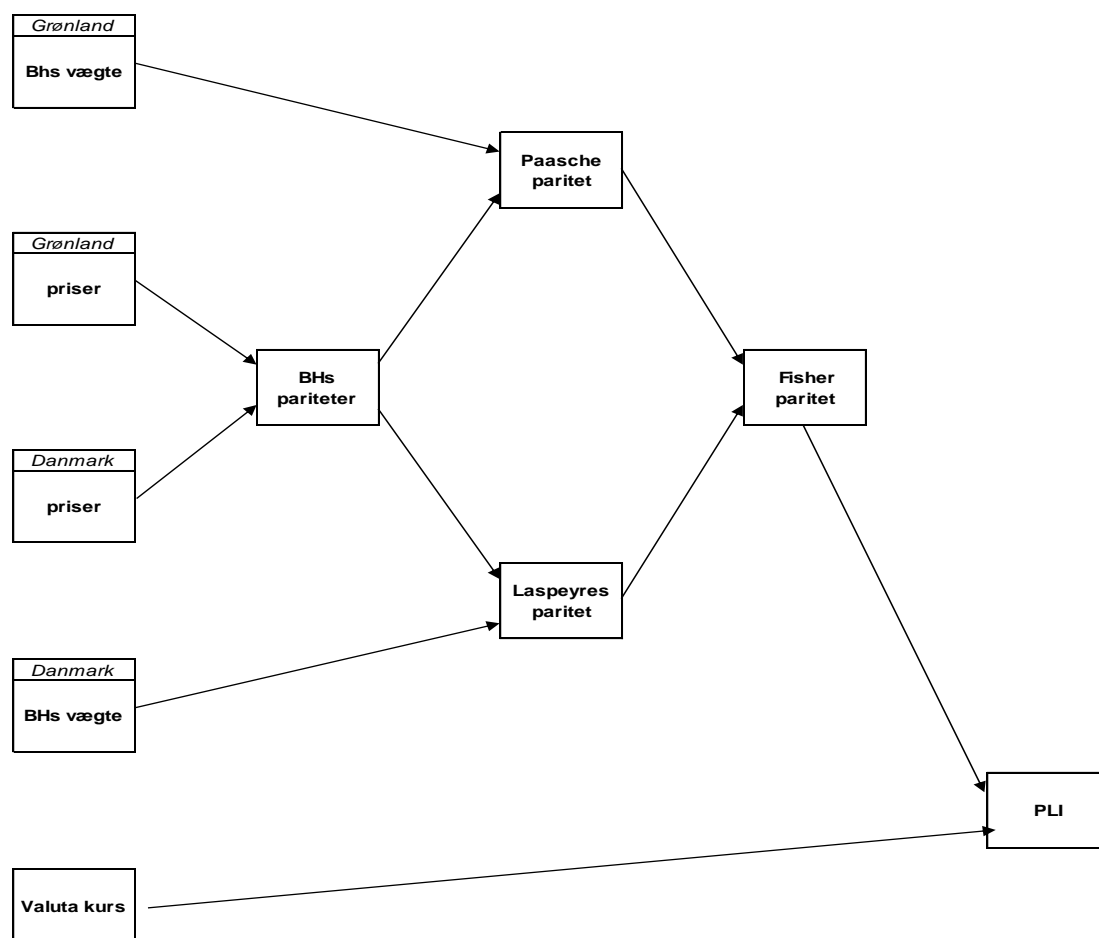 Grønland
Bhs vægte
Paasche
paritet
Grønland
priser
BHs
pariteter
Fisher
paritet
Danmark
priser
Laspeyres
paritet
Danmark
BHs vægte
PLI
Valuta kurs